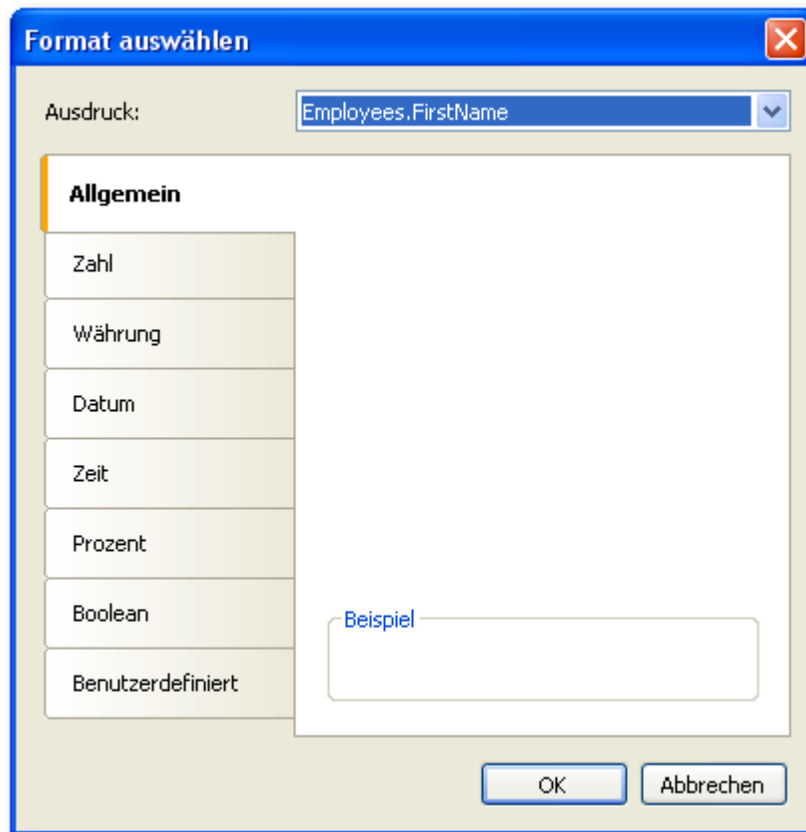 Format auswählen
Ausdruck: Employees.FirstName
Allgemein
Zahl
Währung
Datum
Zeit
Prozent
Boolean
Beispiel
Benutzerdefiniert
OK Abbrechen